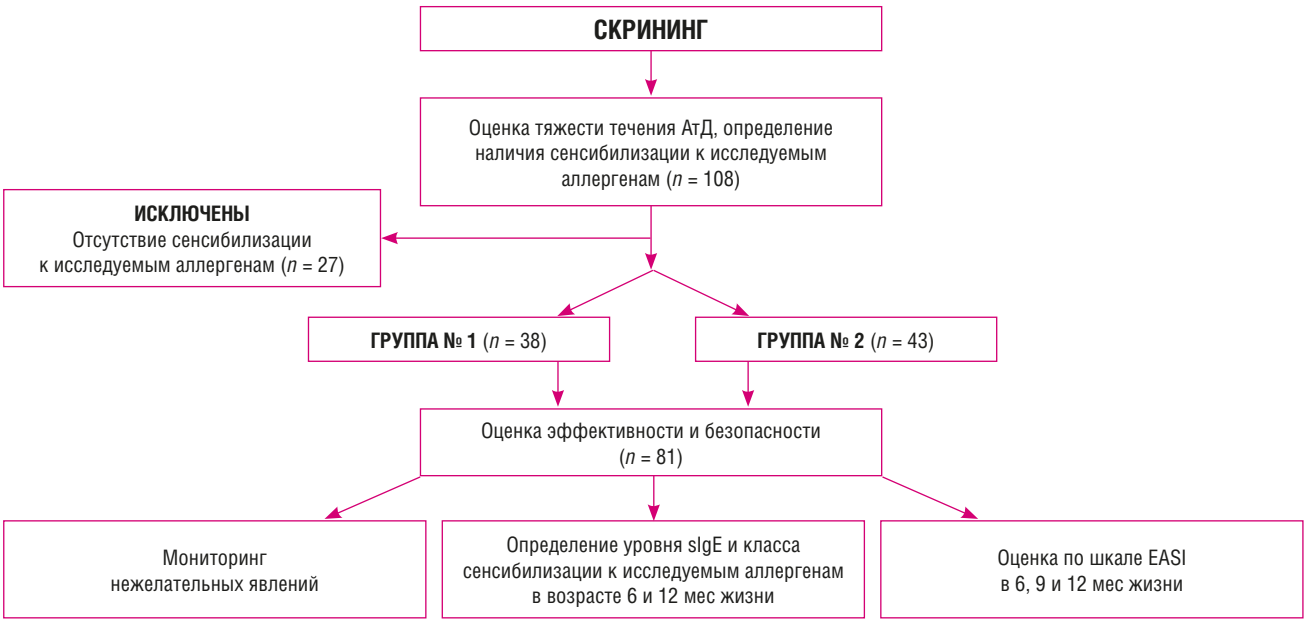 СКРИНИНГ
Оценка тяжести течения АтД, определение
наличия сенсибилизации к исследуемым
аллергенам (n = 108)
ИСКЛЮЧЕНЫ
Отсутствие сенсибилизации
к исследуемым аллергенам (n = 27)
ГРУППА № 1 (n = 38)
ГРУППА № 2 (n = 43)
Оценка эффективности и безопасности
(n = 81)
Мониторинг
нежелательных явлений
Определение уровня sIgE и класса
сенсибилизации к исследуемым аллергенам
в возрасте 6 и 12 мес жизни
Оценка по шкале EASI
в 6, 9 и 12 мес жизни